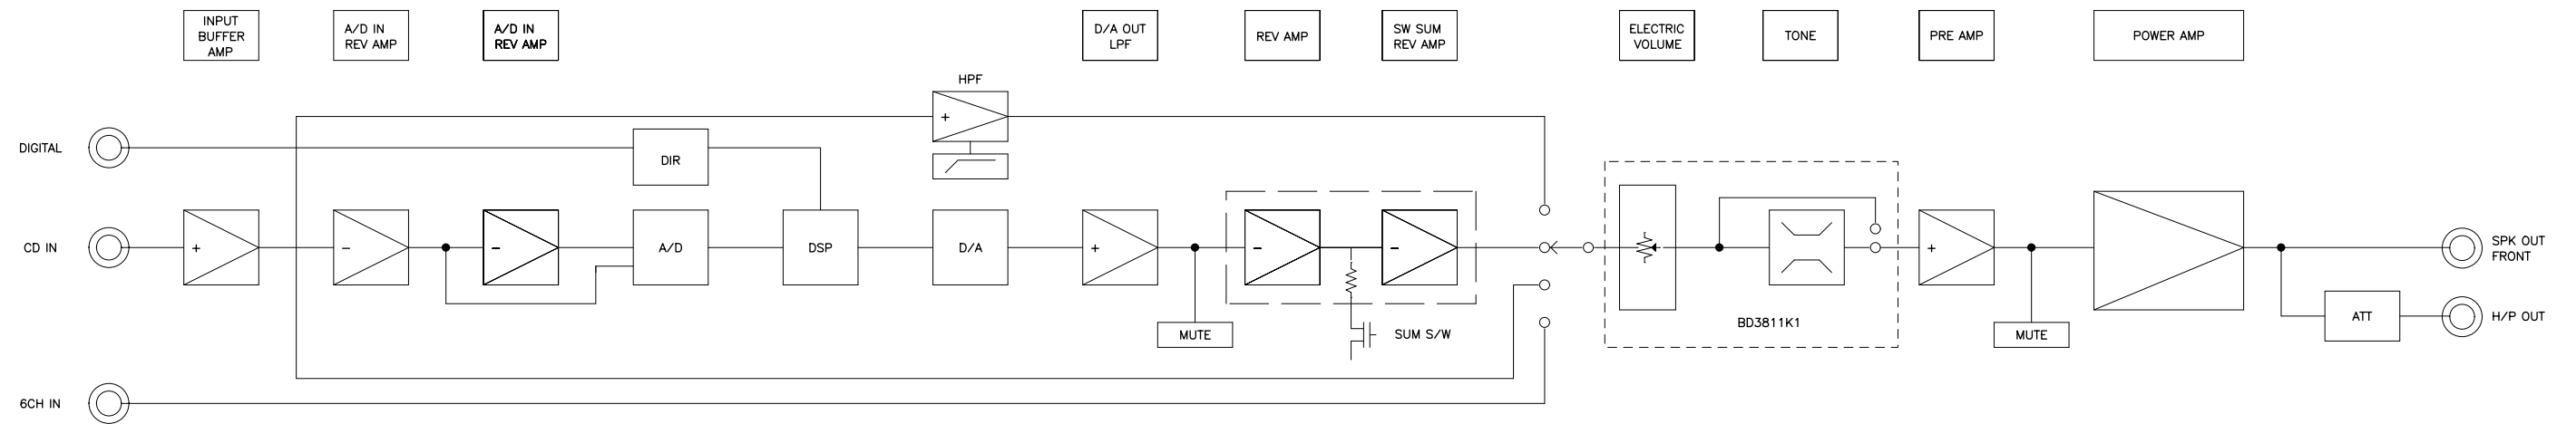 INPUT
BUFFER
AMP
A/D IN
REV AMP
A/D IN
REV AMP
D/A OUT
LPF
REV AMP
SW SUM
REV AMP
ELECTRIC
VOLUME
TONE
PRE AMP
POWER AMP
HPF
+
DIGITAL
DIR
CD IN
+
−
−
A/D
DSP
D/A
+
−
−
+
SPK OUT
FRONT
MUTE
SUM S/W
BD3811K1
MUTE
ATT
H/P OUT
6CH IN